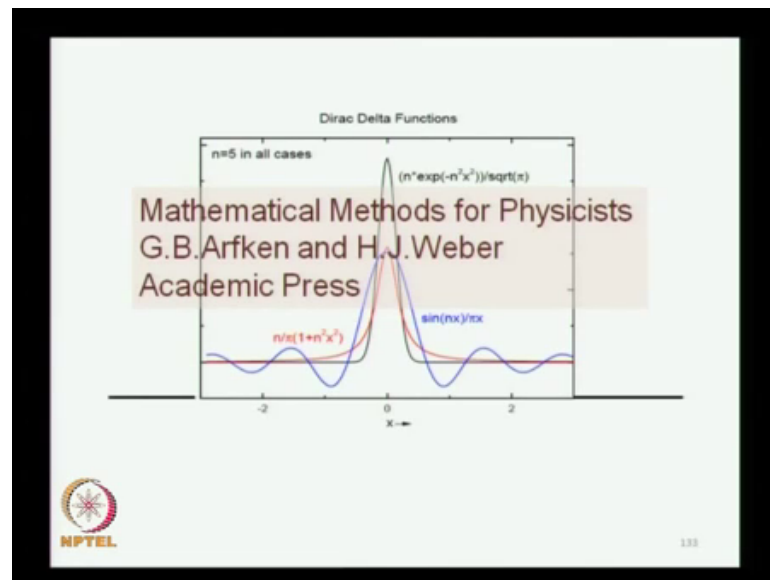 Dirac Delta Functions
n=5 in all cases
(n*exp(-n²x²))/sqrt(π)
Mathematical Methods for Physicists
G.B.Arfken and H.J.Weber
Academic Press
sin(nx)/πx
n/π(1+n²x²)
-2 0 2
x→
NPTEL
133